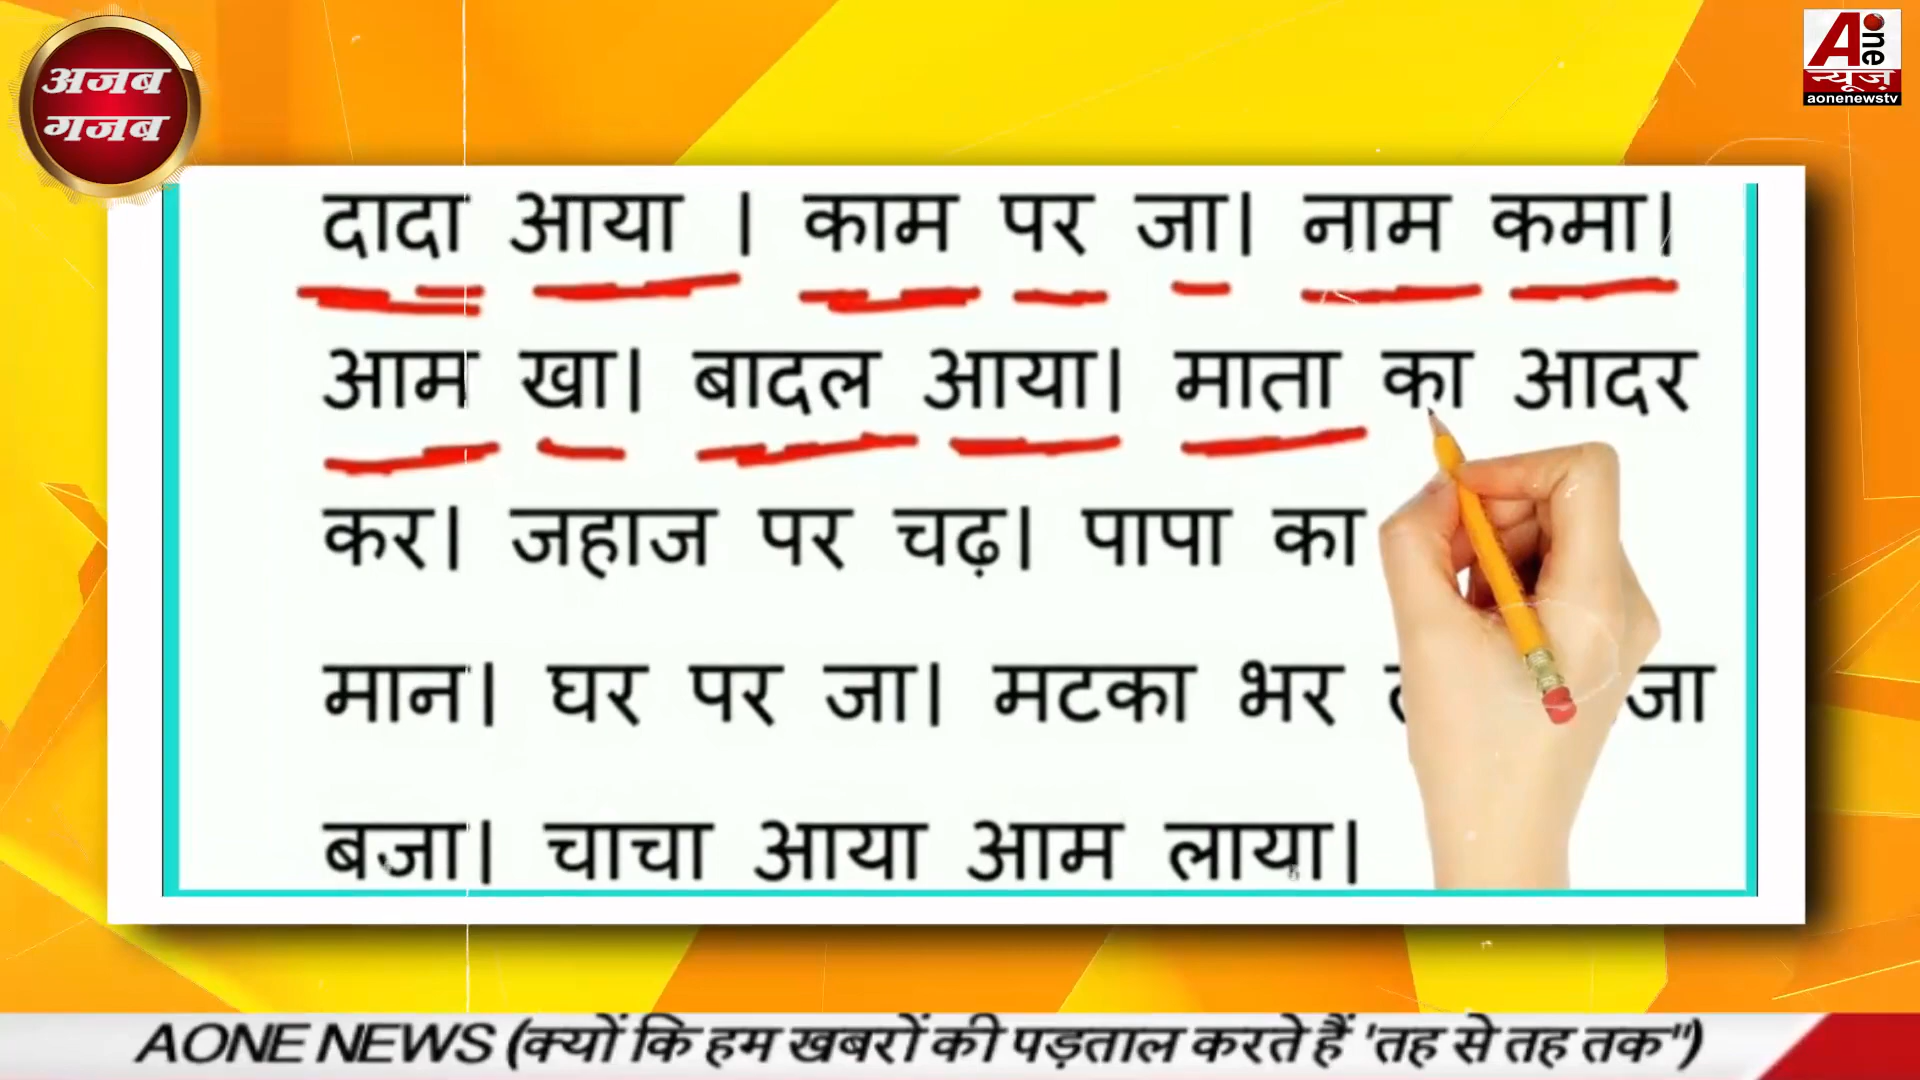 अजब
गजब
Aone
न्यूज़
aonenewstv
दादा आया । काम पर जा। नाम कमा।
आम खा। बादल आया। माता का आदर
कर। जहाज पर चढ़। पापा का
मान। घर पर जा। मटका भर जा
बजा। चाचा आया आम लाया।
AONE NEWS (क्यों कि हम खबरों की पड़ताल करते हैं 'तह से तह तक")